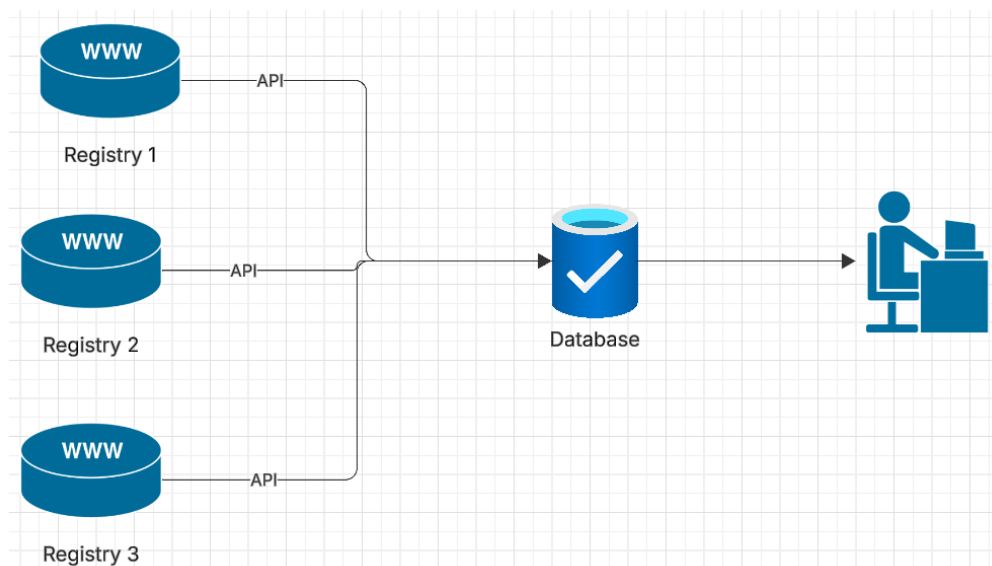 WWW
API
Registry 1
WWW
API
Registry 2
Database
WWW
API
Registry 3